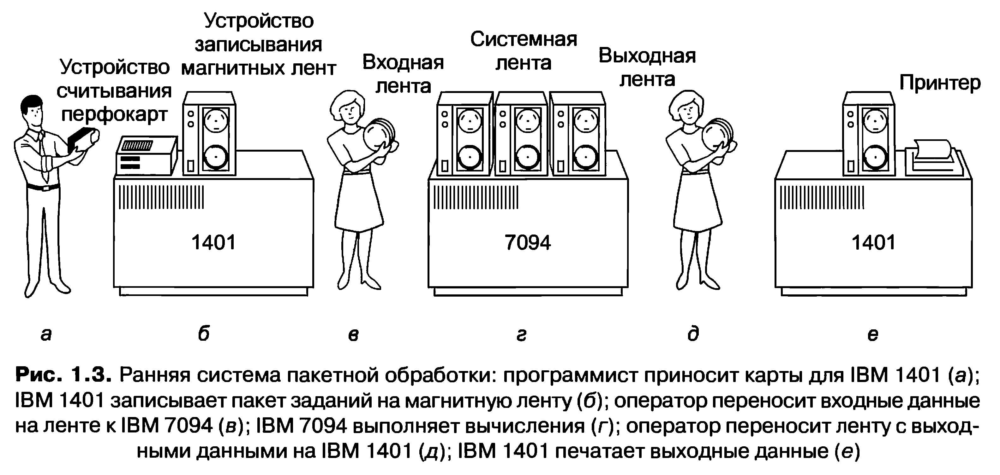 Устройство
считывания
перфокарт
Устройство
записывания
магнитных лент
Входная
лента
Системная
лента
Выходная
лента
Принтер
1401
7094
1401
а
б
в
г
д
е
Рис. 1.3. Ранняя система пакетной обработки: программист приносит карты для IBM 1401 (а);
IBM 1401 записывает пакет заданий на магнитную ленту (б); оператор переносит входные данные
на ленте к IBM 7094 (в); IBM 7094 выполняет вычисления (г); оператор переносит ленту с выход-
ными данными на IBM 1401 (д); IBM 1401 печатает выходные данные (е)